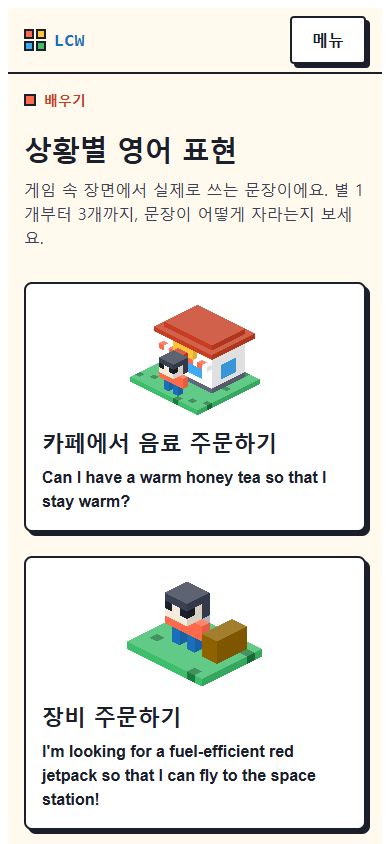 LCW
메뉴
배우기
상황별 영어 표현
게임 속 장면에서 실제로 쓰는 문장이에요. 별 1
개부터 3개까지, 문장이 어떻게 자라는지 보세
요.
카페에서 음료 주문하기
Can I have a warm honey tea so that I
stay warm?
장비 주문하기
I'm looking for a fuel-efficient red
jetpack so that I can fly to the space
station!